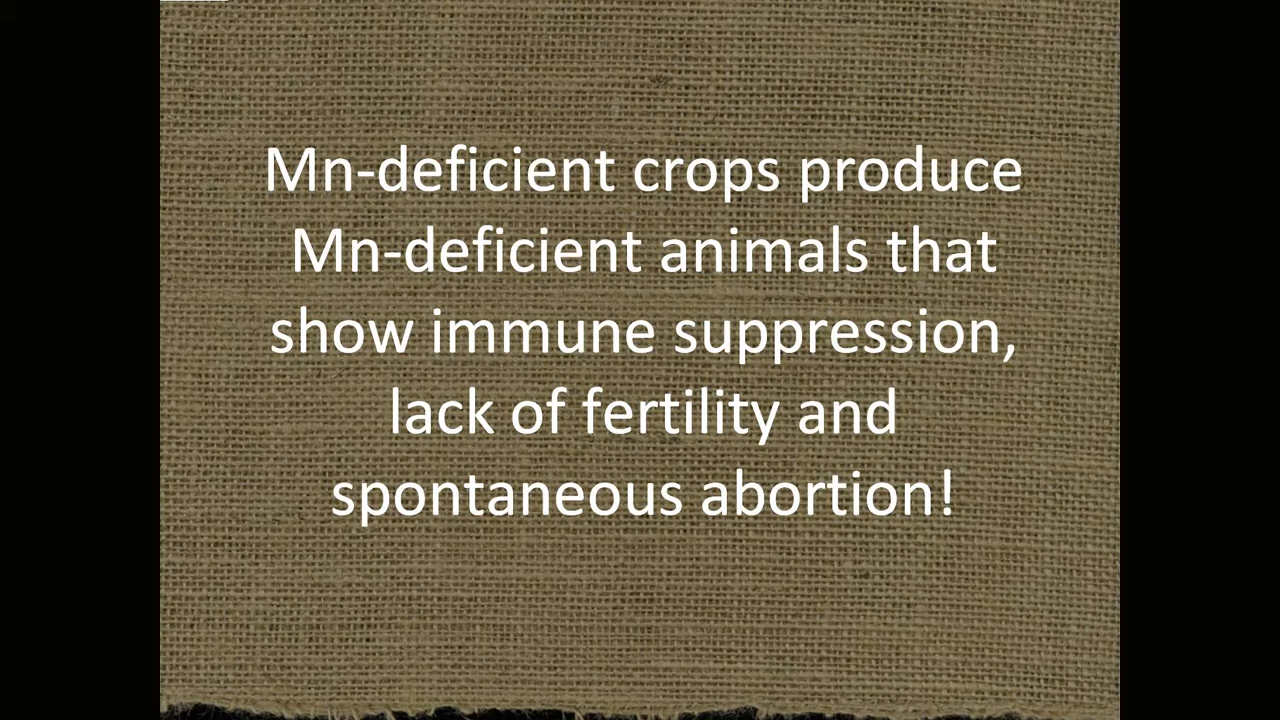 Mn-deficient crops produce
Mn-deficient animals that
show immune suppression,
lack of fertility and
spontaneous abortion!